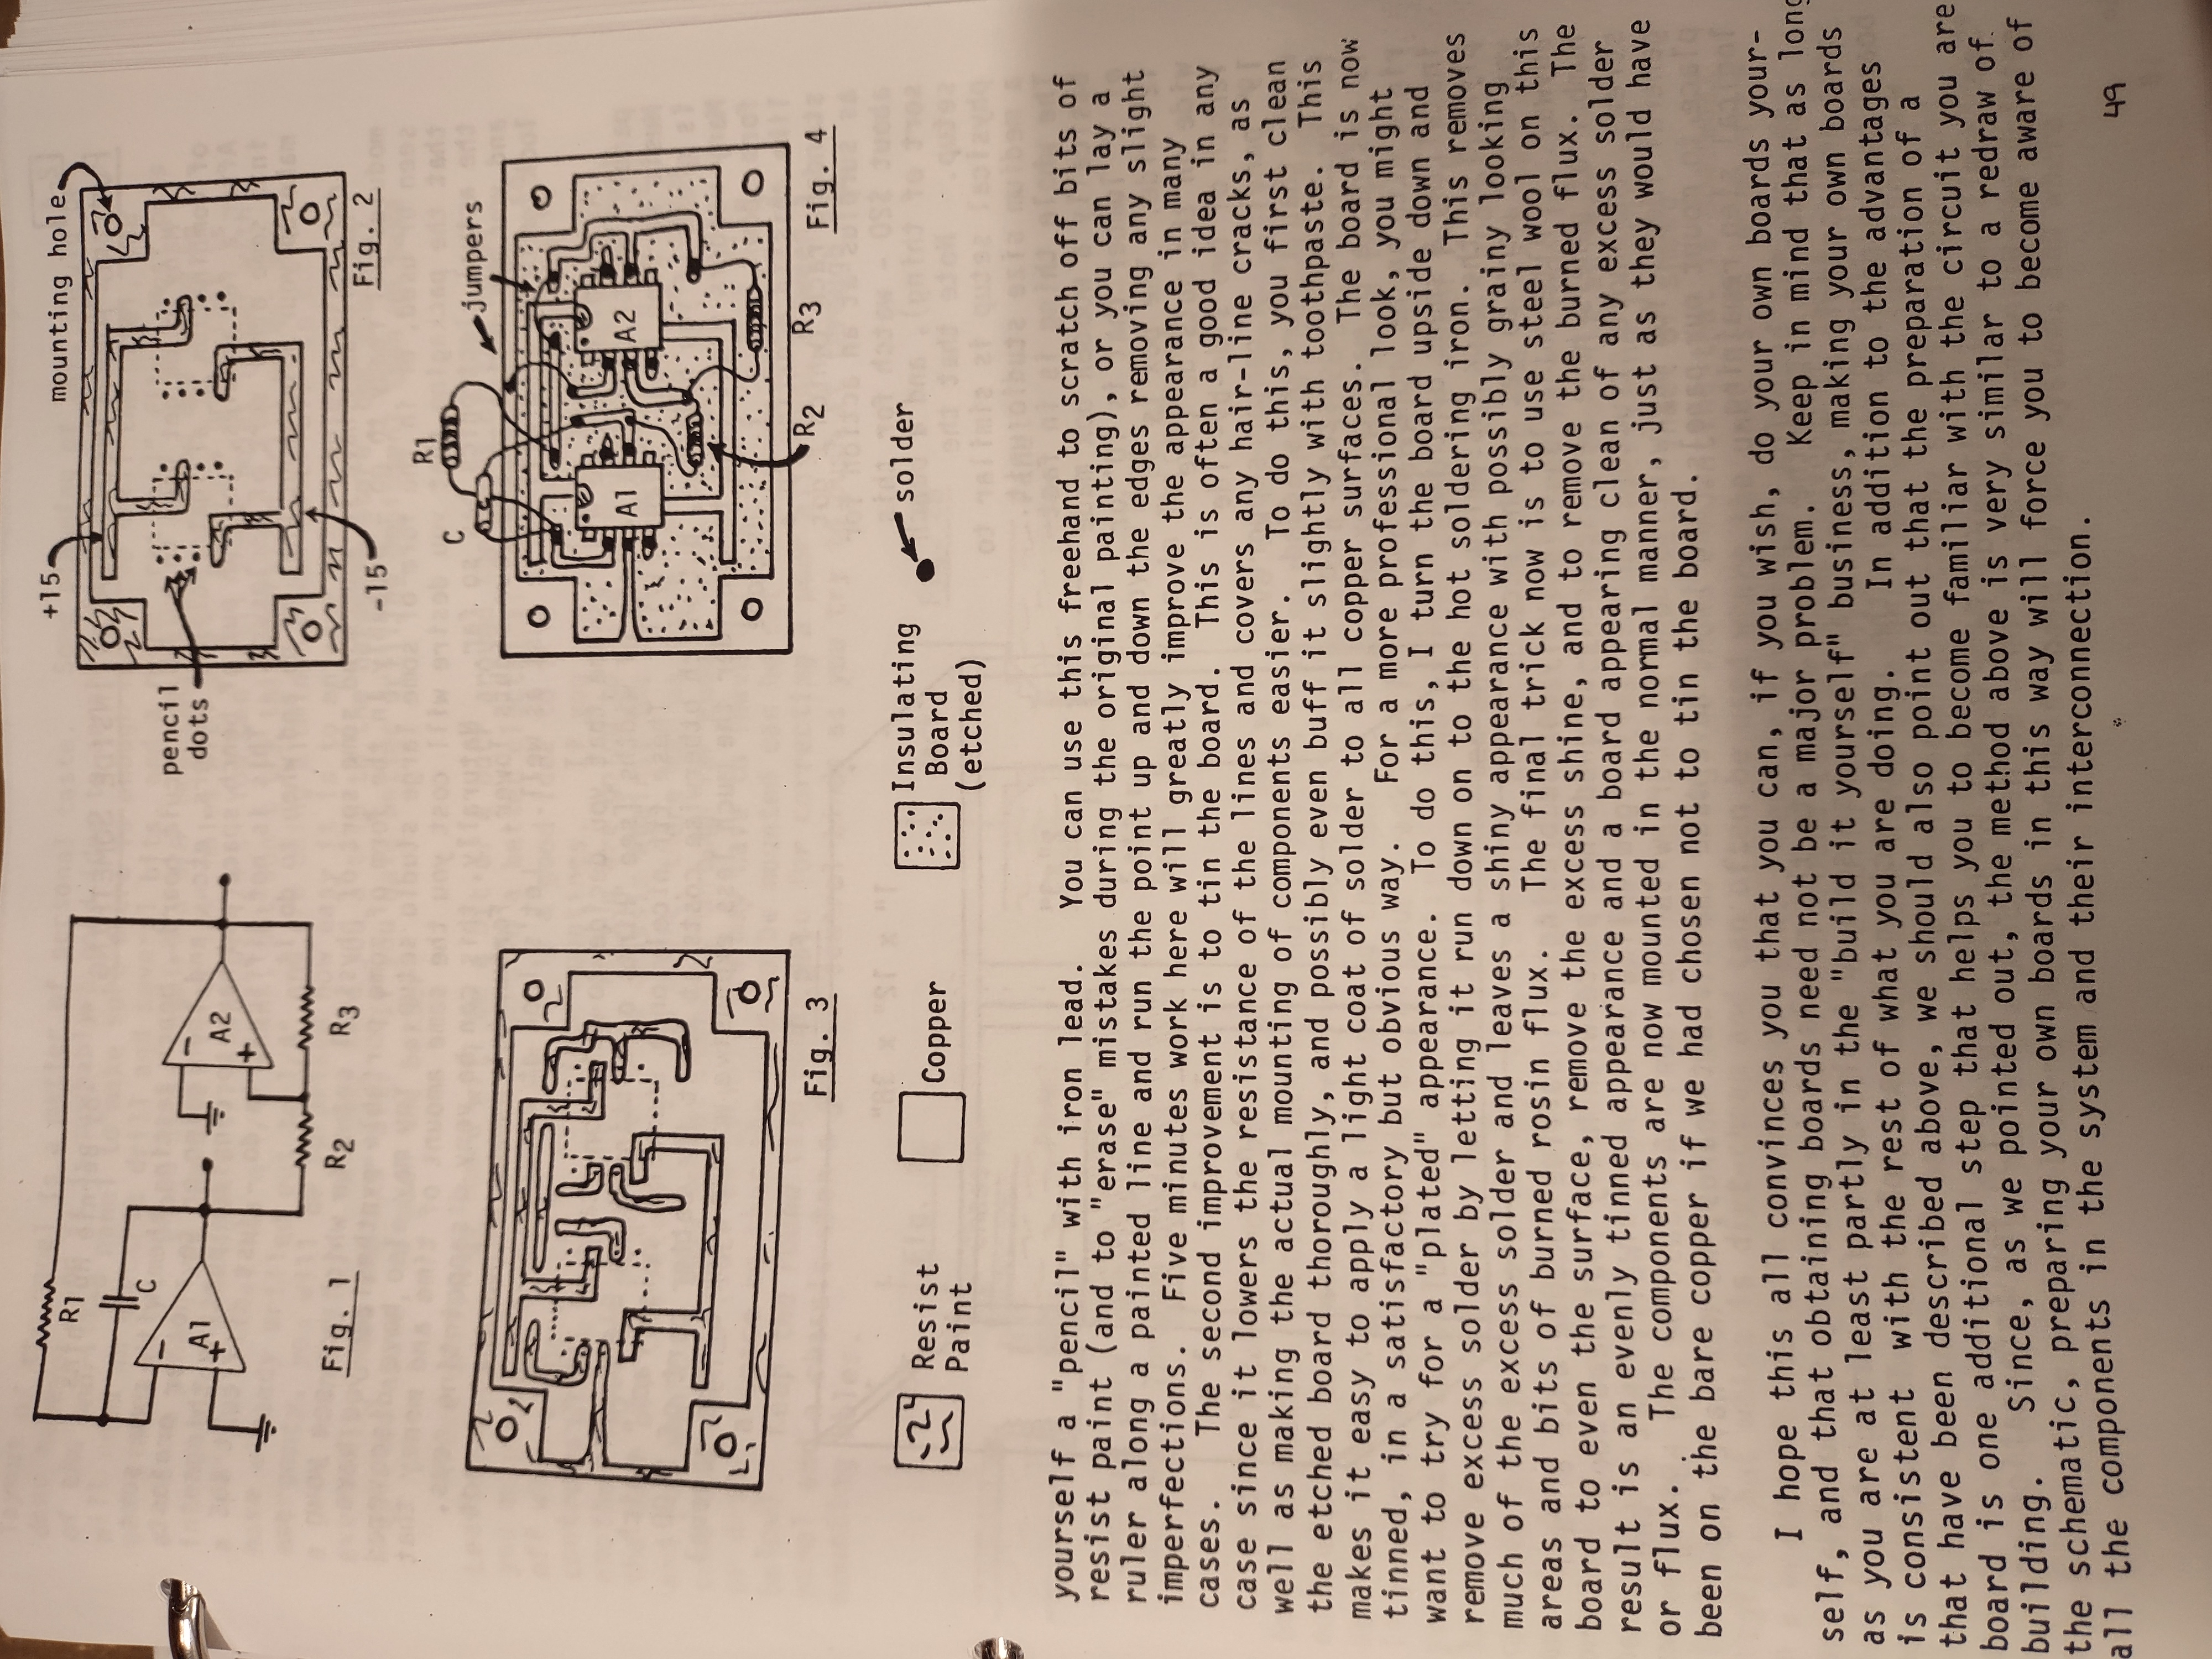 R1
C
−
A1
+
−
A2
+
R2
R3
Fig. 1
+15
mounting hole
pencil
dots
-15
Fig. 2
Fig. 3
R1
C
jumpers
A1
A2
R2
R3
Fig. 4
Resist
Paint
Copper
Insulating
Board
(etched)
solder
yourself a "pencil" with iron lead. You can use this freehand to scratch off bits of
resist paint (and to "erase" mistakes during the original painting), or you can lay a
ruler along a painted line and run the point up and down the edges removing any slight
imperfections. Five minutes work here will greatly improve the appearance in many
cases. The second improvement is to tin the board. This is often a good idea in any
case since it lowers the resistance of the lines and covers any hair-line cracks, as
well as making the actual mounting of components easier. To do this, you first clean
the etched board thoroughly, and possibly even buff it slightly with toothpaste. This
makes it easy to apply a light coat of solder to all copper surfaces. The board is now
tinned, in a satisfactory but obvious way. For a more professional look, you might
want to try for a "plated" appearance. To do this, I turn the board upside down and
remove excess solder by letting it run down on to the hot soldering iron. This removes
much of the excess solder and leaves a shiny appearance with possibly grainy looking
areas and bits of burned rosin flux. The final trick now is to use steel wool on this
board to even the surface, remove the excess shine, and to remove the burned flux. The
result is an evenly tinned appearance and a board appearing clean of any excess solder
or flux. The components are now mounted in the normal manner, just as they would have
been on the bare copper if we had chosen not to tin the board.
I hope this all convinces you that you can, if you wish, do your own boards your-
self, and that obtaining boards need not be a major problem. Keep in mind that as long
as you are at least partly in the "build it yourself" business, making your own boards
is consistent with the rest of what you are doing. In addition to the advantages
that have been described above, we should also point out that the preparation of a
board is one additional step that helps you to become familiar with the circuit you are
building. Since, as we pointed out, the method above is very similar to a redraw of
the schematic, preparing your own boards in this way will force you to become aware of
all the components in the system and their interconnection.
49